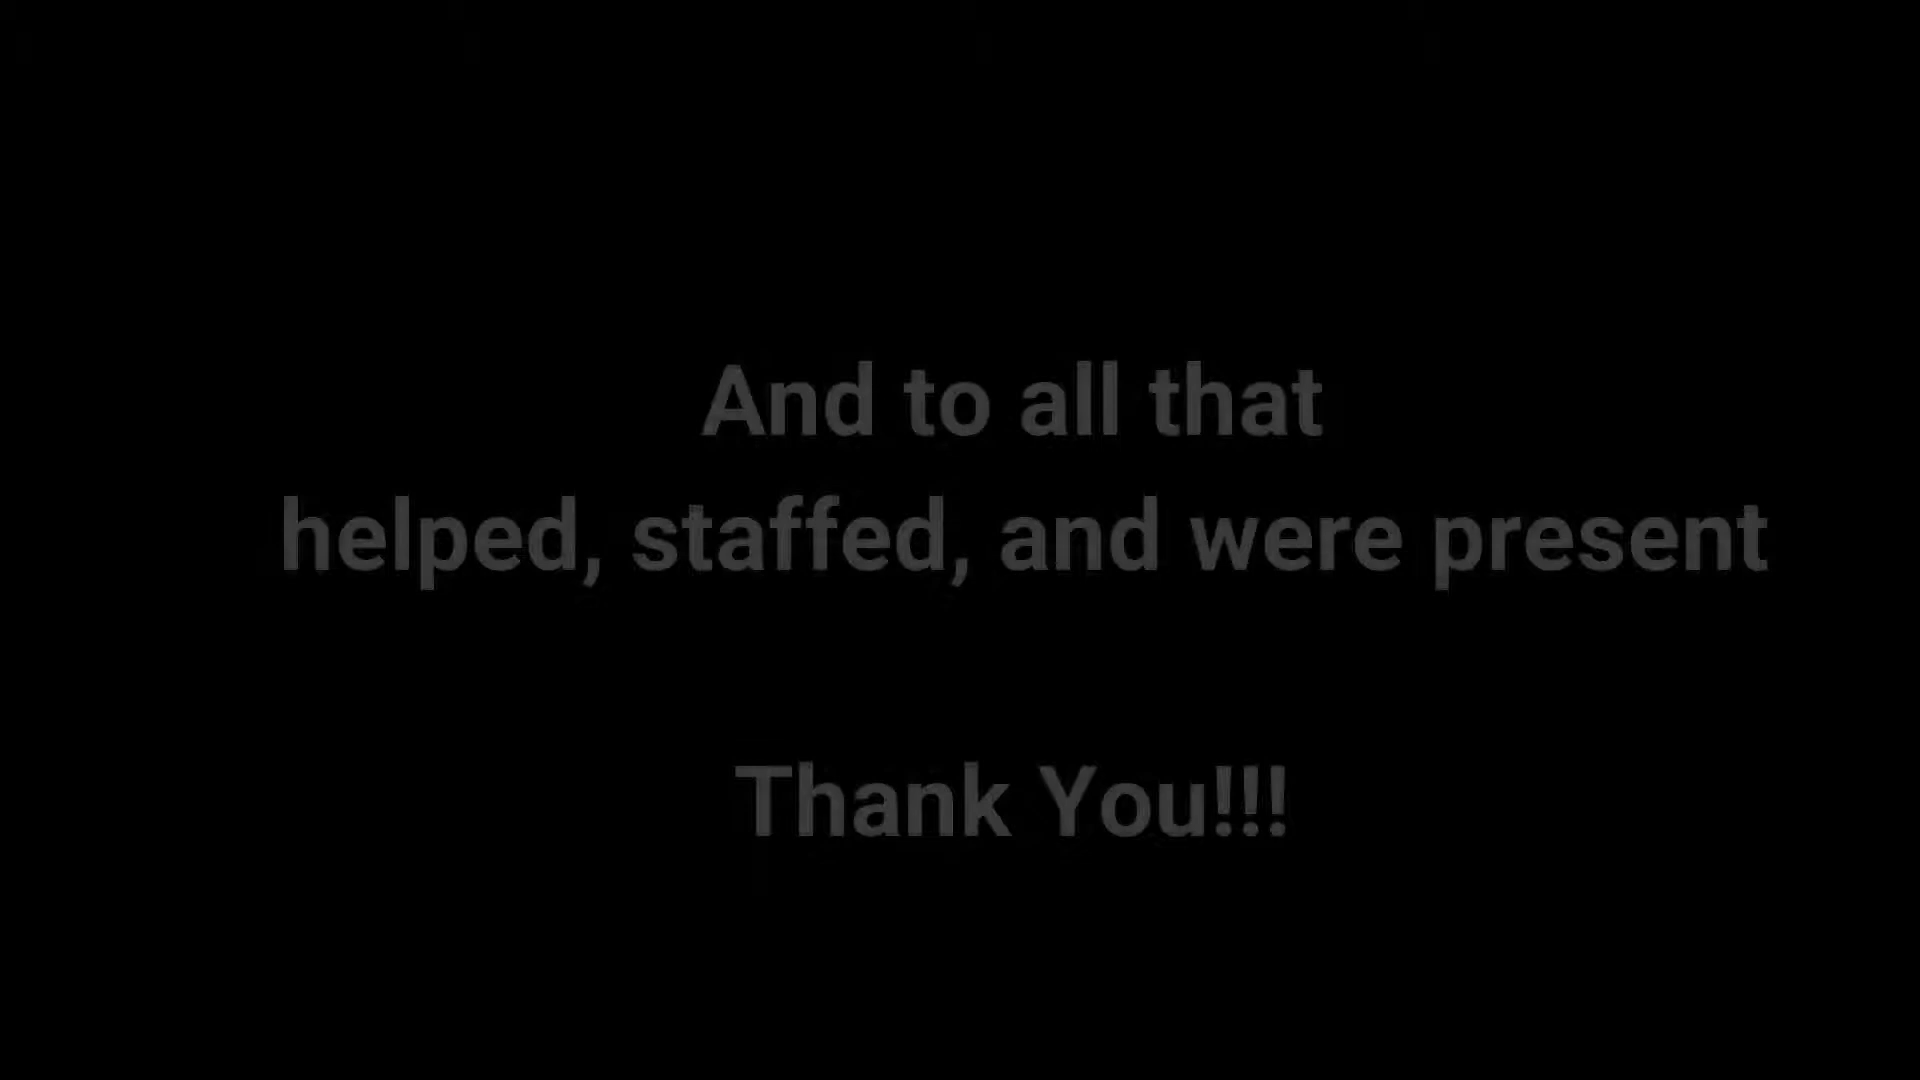 And to all that
helped, staffed, and were present
Thank You!!!